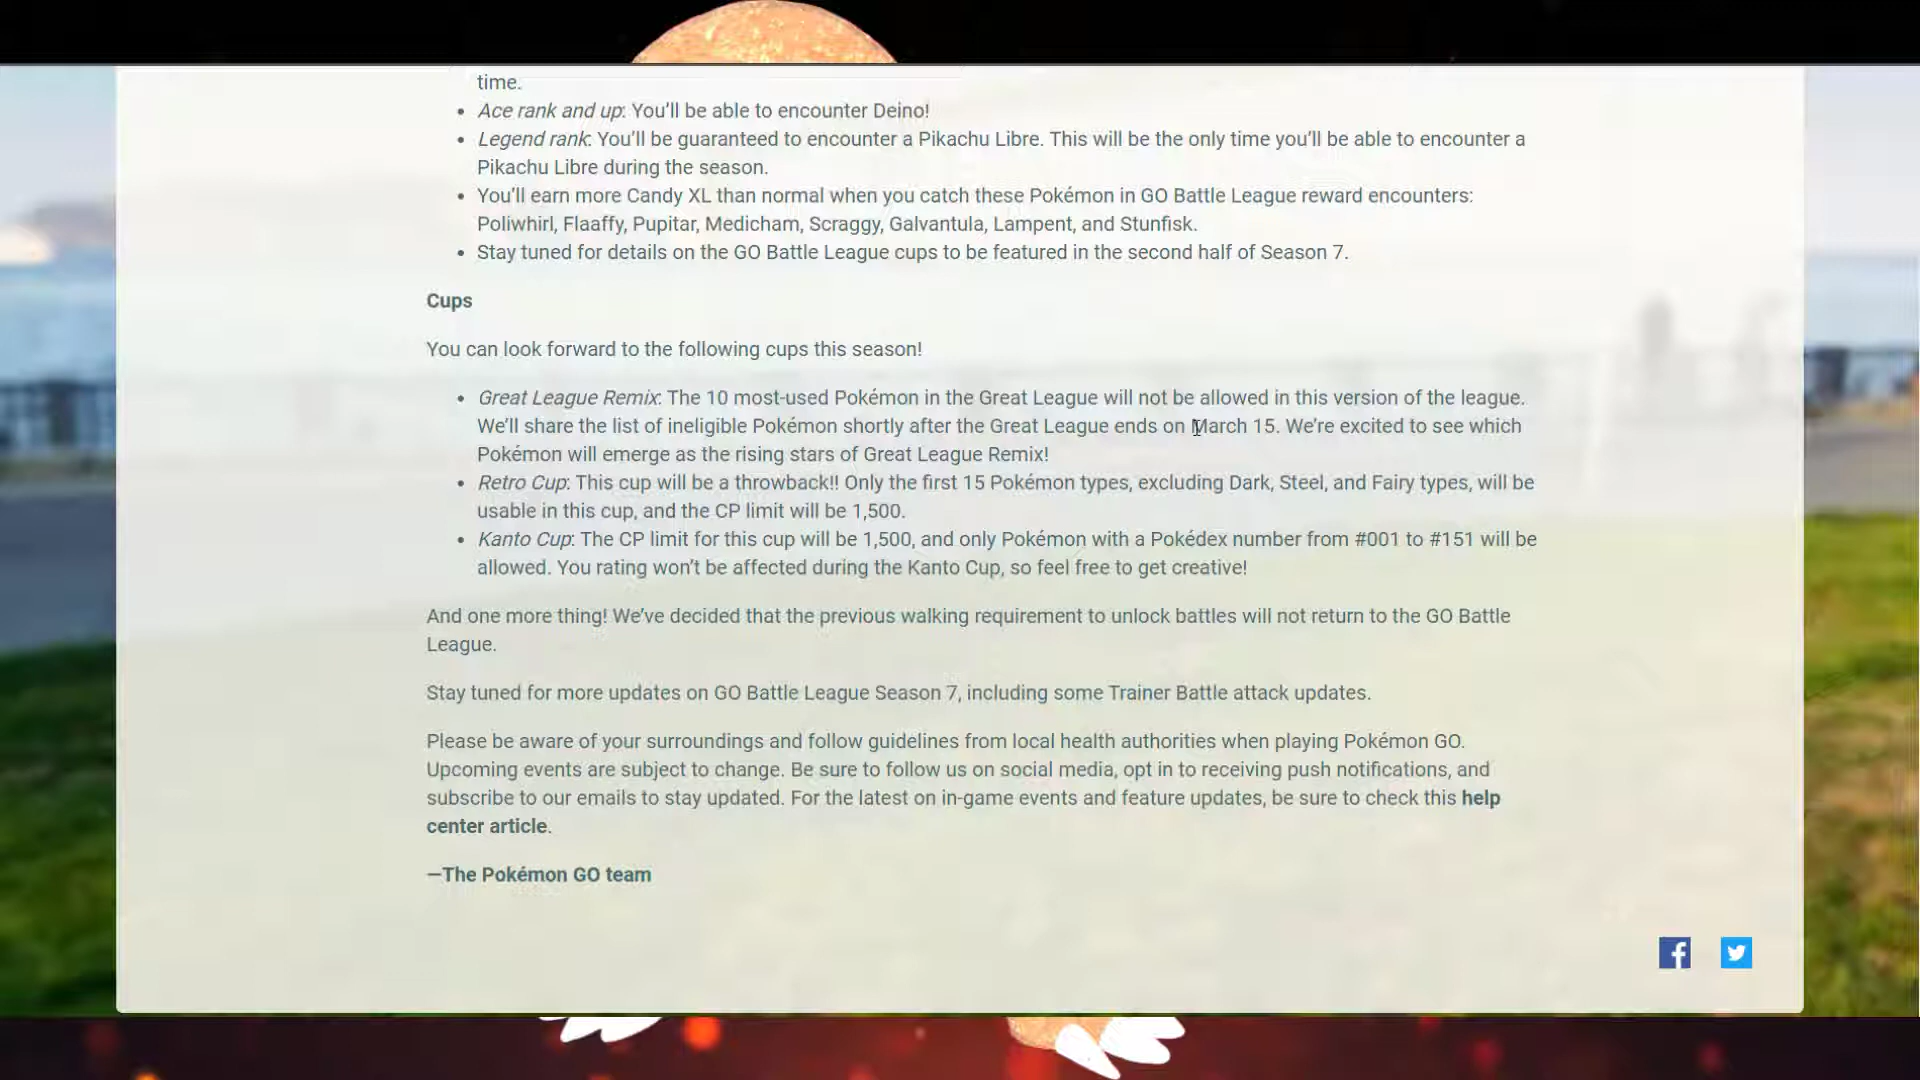 time.
• Ace rank and up: You’ll be able to encounter Deino!
• Legend rank: You’ll be guaranteed to encounter a Pikachu Libre. This will be the only time you’ll be able to encounter a
Pikachu Libre during the season.
• You’ll earn more Candy XL than normal when you catch these Pokémon in GO Battle League reward encounters:
Poliwhirl, Flaaffy, Pupitar, Medicham, Scraggy, Galvantula, Lampent, and Stunfisk.
• Stay tuned for details on the GO Battle League cups to be featured in the second half of Season 7.
Cups
You can look forward to the following cups this season!
• Great League Remix: The 10 most-used Pokémon in the Great League will not be allowed in this version of the league.
We’ll share the list of ineligible Pokémon shortly after the Great League ends on March 15. We’re excited to see which
Pokémon will emerge as the rising stars of Great League Remix!
• Retro Cup: This cup will be a throwback!! Only the first 15 Pokémon types, excluding Dark, Steel, and Fairy types, will be
usable in this cup, and the CP limit will be 1,500.
• Kanto Cup: The CP limit for this cup will be 1,500, and only Pokémon with a Pokédex number from #001 to #151 will be
allowed. You rating won’t be affected during the Kanto Cup, so feel free to get creative!
And one more thing! We’ve decided that the previous walking requirement to unlock battles will not return to the GO Battle
League.
Stay tuned for more updates on GO Battle League Season 7, including some Trainer Battle attack updates.
Please be aware of your surroundings and follow guidelines from local health authorities when playing Pokémon GO.
Upcoming events are subject to change. Be sure to follow us on social media, opt in to receiving push notifications, and
subscribe to our emails to stay updated. For the latest on in-game events and feature updates, be sure to check this help
center article.
—The Pokémon GO team